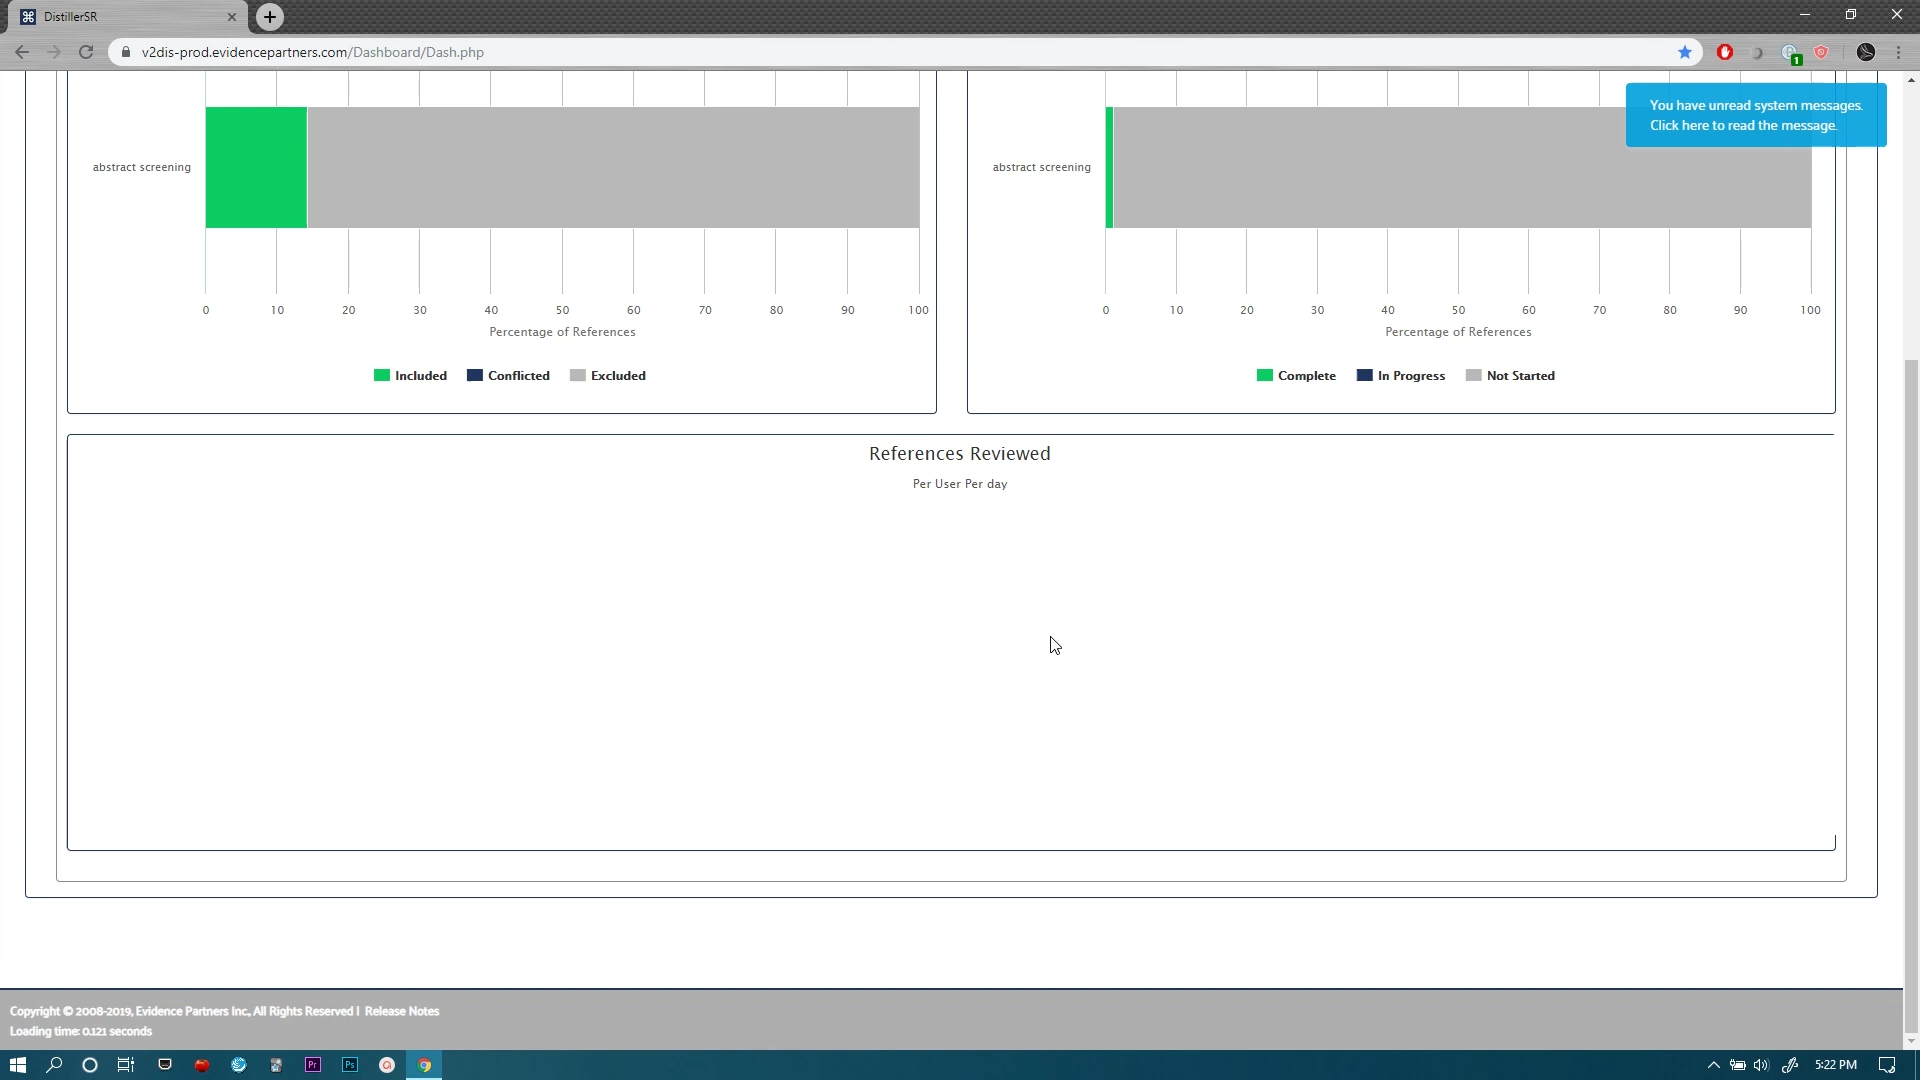 DistillerSR
v2dis-prod.evidencepartners.com/Dashboard/Dash.php
1
You have unread system messages.
Click here to read the message.
abstract screening
0 10 20 30 40 50 60 70 80 90 100
Percentage of References
Included Conflicted Excluded
abstract screening
0 10 20 30 40 50 60 70 80 90 100
Percentage of References
Complete In Progress Not Started
References Reviewed
Per User Per day
Copyright © 2008-2019, Evidence Partners Inc., All Rights Reserved | Release Notes
Loading time: 0.121 seconds
Pr Ps
5:22 PM